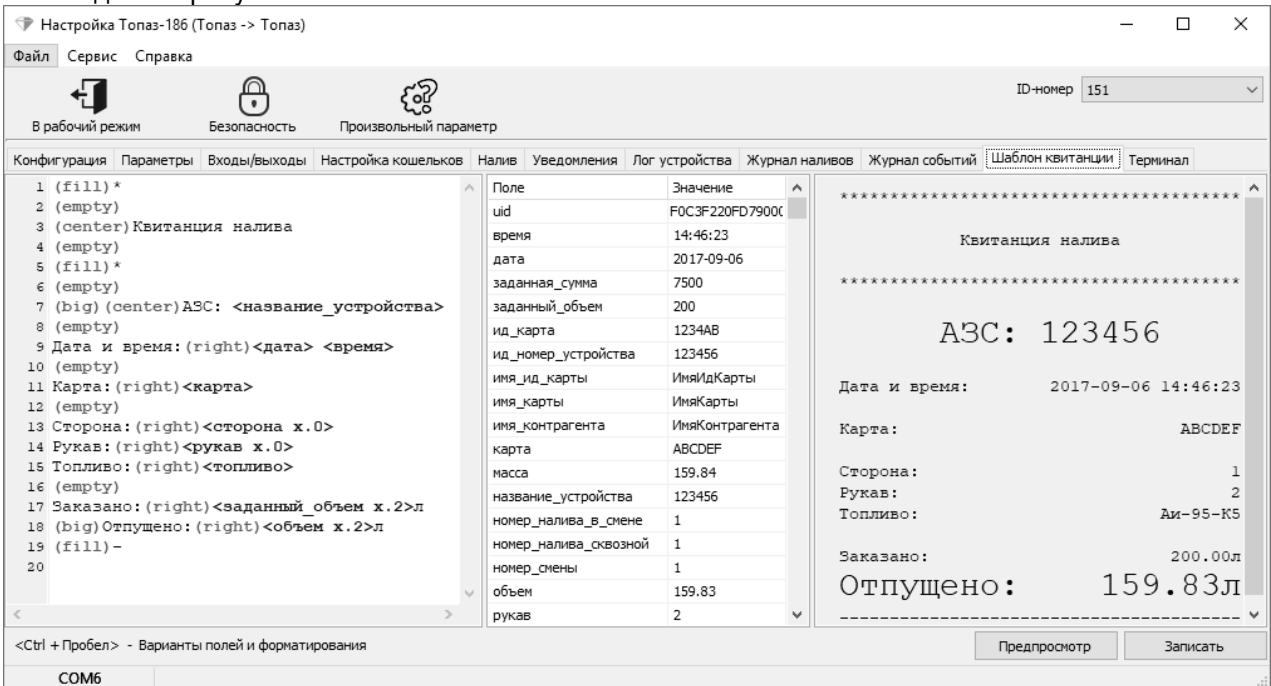 Настройка Топаз-186 (Топаз -> Топаз)
Файл Сервис Справка
В рабочий режим Безопасность Произвольный параметр ID-номер 151
Конфигурация Параметры Входы/выходы Настройка кошельков Налив Уведомления Лог устройства Журнал наливов Журнал событий Шаблон квитанции Терминал
1 (fill)*
2 (empty)
3 (center)Квитанция налива
4 (empty)
5 (fill)*
6 (empty)
7 (big)(center)АЗС: <название_устройства>
8 (empty)
9 Дата и время:(right)<дата> <время>
10 (empty)
11 Карта:(right)<карта>
12 (empty)
13 Сторона:(right)<сторона x.0>
14 Рукав:(right)<рукав x.0>
15 Топливо:(right)<топливо>
16 (empty)
17 Заказано:(right)<заданный_объем x.2>л
18 (big)Отпущено:(right)<объем x.2>л
19 (fill)-
20
Поле Значение
uid F0C3F220FD7900(
время 14:46:23
дата 2017-09-06
заданная_сумма 7500
заданный_объем 200
ид_карта 1234AB
ид_номер_устройства 123456
имя_ид_карты ИмяИдКарты
имя_карты ИмяКарты
имя_контрагента ИмяКонтрагента
карта ABCDEF
масса 159.84
название_устройства 123456
номер_налива_в_смене 1
номер_налива_сквозной 1
номер_смены 1
объем 159.83
рукав 2
****************************************
Квитанция налива
****************************************
АЗС: 123456
Дата и время: 2017-09-06 14:46:23
Карта: ABCDEF
Сторона: 1
Рукав: 2
Топливо: Аи-95-К5
Заказано: 200.00л
Отпущено: 159.83л
----------------------------------------
<Ctrl + Пробел> - Варианты полей и форматирования Предпросмотр Записать
COM6